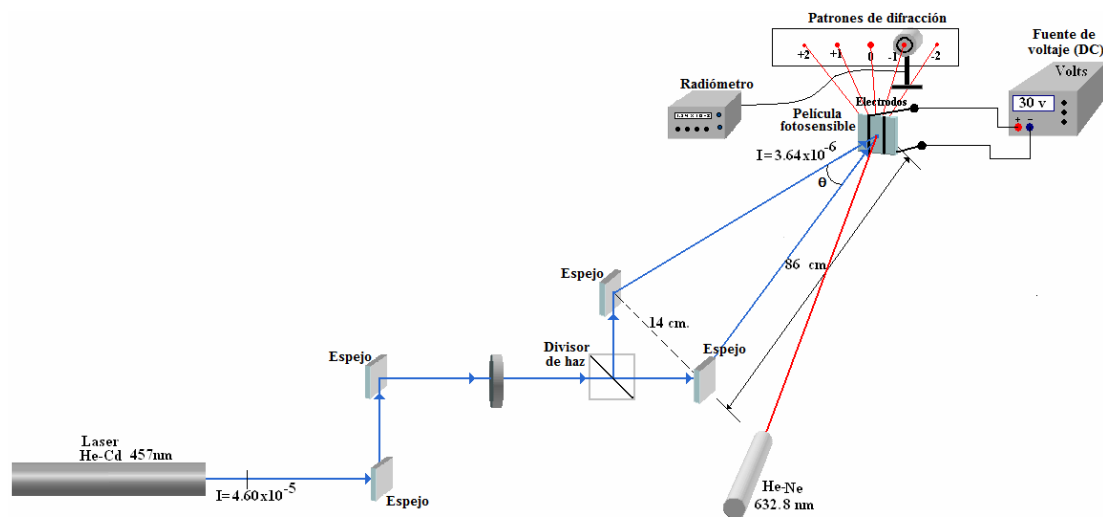 Patrones de difracción
+2 +1 0 -1 -2
Fuente de
voltaje (DC)
Volts
30 v
+ -
Radiómetro
Electrodos
Película
fotosensible
I=3.64x10-6
θ
86 cm.
Espejo
14 cm.
Divisor
de haz
Espejo
Espejo
Laser
He-Cd 457nm
I=4.60x10-5
Espejo
He-Ne
632.8 nm